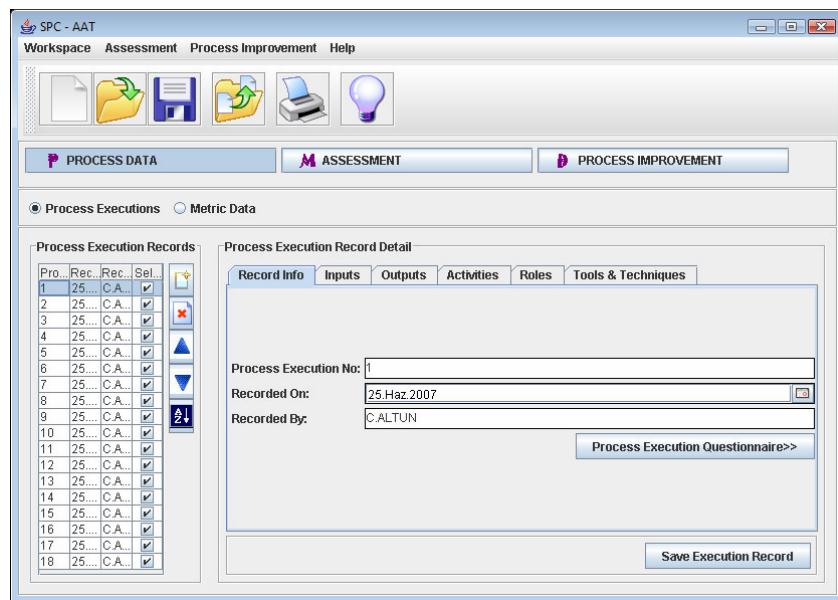 SPC - AAT
Workspace Assessment Process Improvement Help
P PROCESS DATA M ASSESSMENT D PROCESS IMPROVEMENT
Process Executions Metric Data
Process Execution Records
Pro... Rec... Rec... Sel...
1 25.... C.A...
2 25.... C.A...
3 25.... C.A...
4 25.... C.A...
5 25.... C.A...
6 25.... C.A...
7 25.... C.A...
8 25.... C.A...
9 25.... C.A...
10 25.... C.A...
11 25.... C.A...
12 25.... C.A...
13 25.... C.A...
14 25.... C.A...
15 25.... C.A...
16 25.... C.A...
17 25.... C.A...
18 25.... C.A...
A
Z
Process Execution Record Detail
Record Info Inputs Outputs Activities Roles Tools & Techniques
Process Execution No: 1
Recorded On: 25.Haz.2007
Recorded By: C.ALTUN
Process Execution Questionnaire>>
Save Execution Record